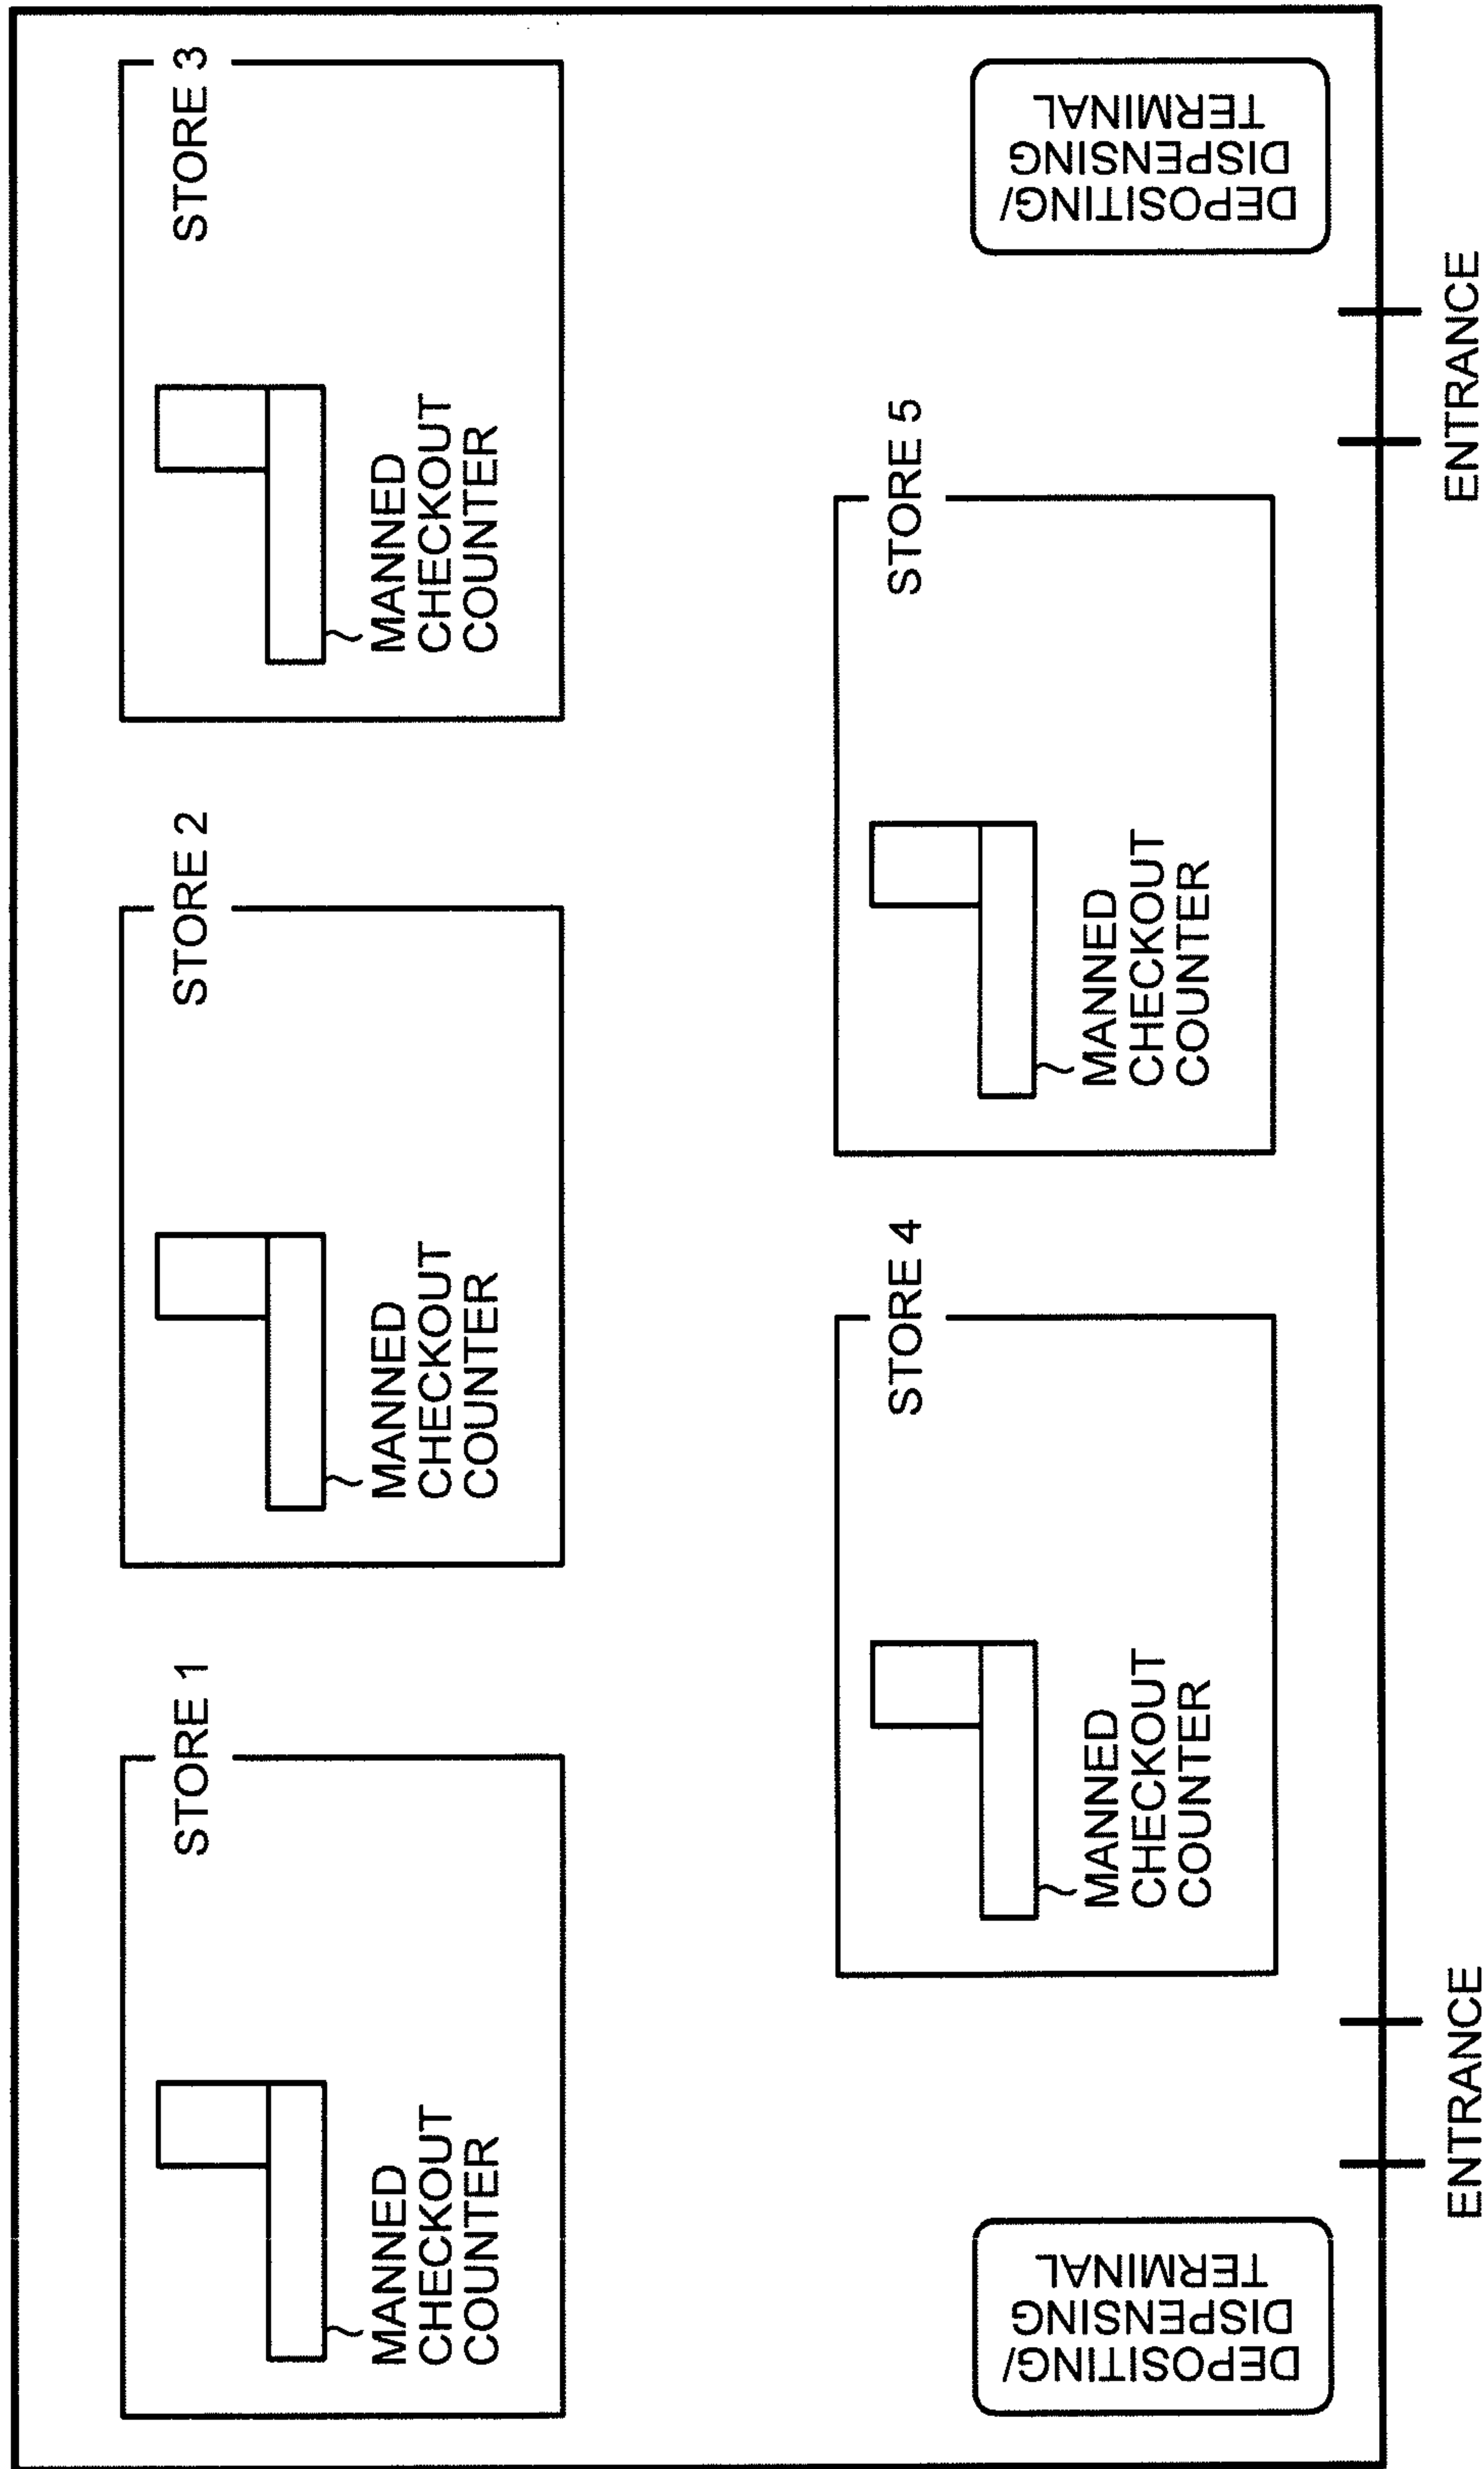 STORE 1
MANNED
CHECKOUT
COUNTER
STORE 2
MANNED
CHECKOUT
COUNTER
STORE 3
MANNED
CHECKOUT
COUNTER
STORE 4
MANNED
CHECKOUT
COUNTER
STORE 5
MANNED
CHECKOUT
COUNTER
DEPOSITING/
DISPENSING
TERMINAL
DEPOSITING/
DISPENSING
TERMINAL
ENTRANCE
ENTRANCE